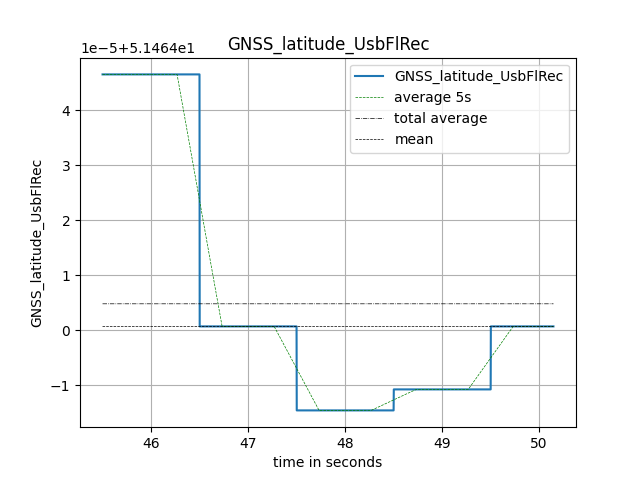 GNSS_latitude_UsbFlRec
1e−5+5.1464e1
GNSS_latitude_UsbFlRec
average 5s
total average
mean
4
3
2
1
0
−1
GNSS_latitude_UsbFlRec
46 47 48 49 50
time in seconds